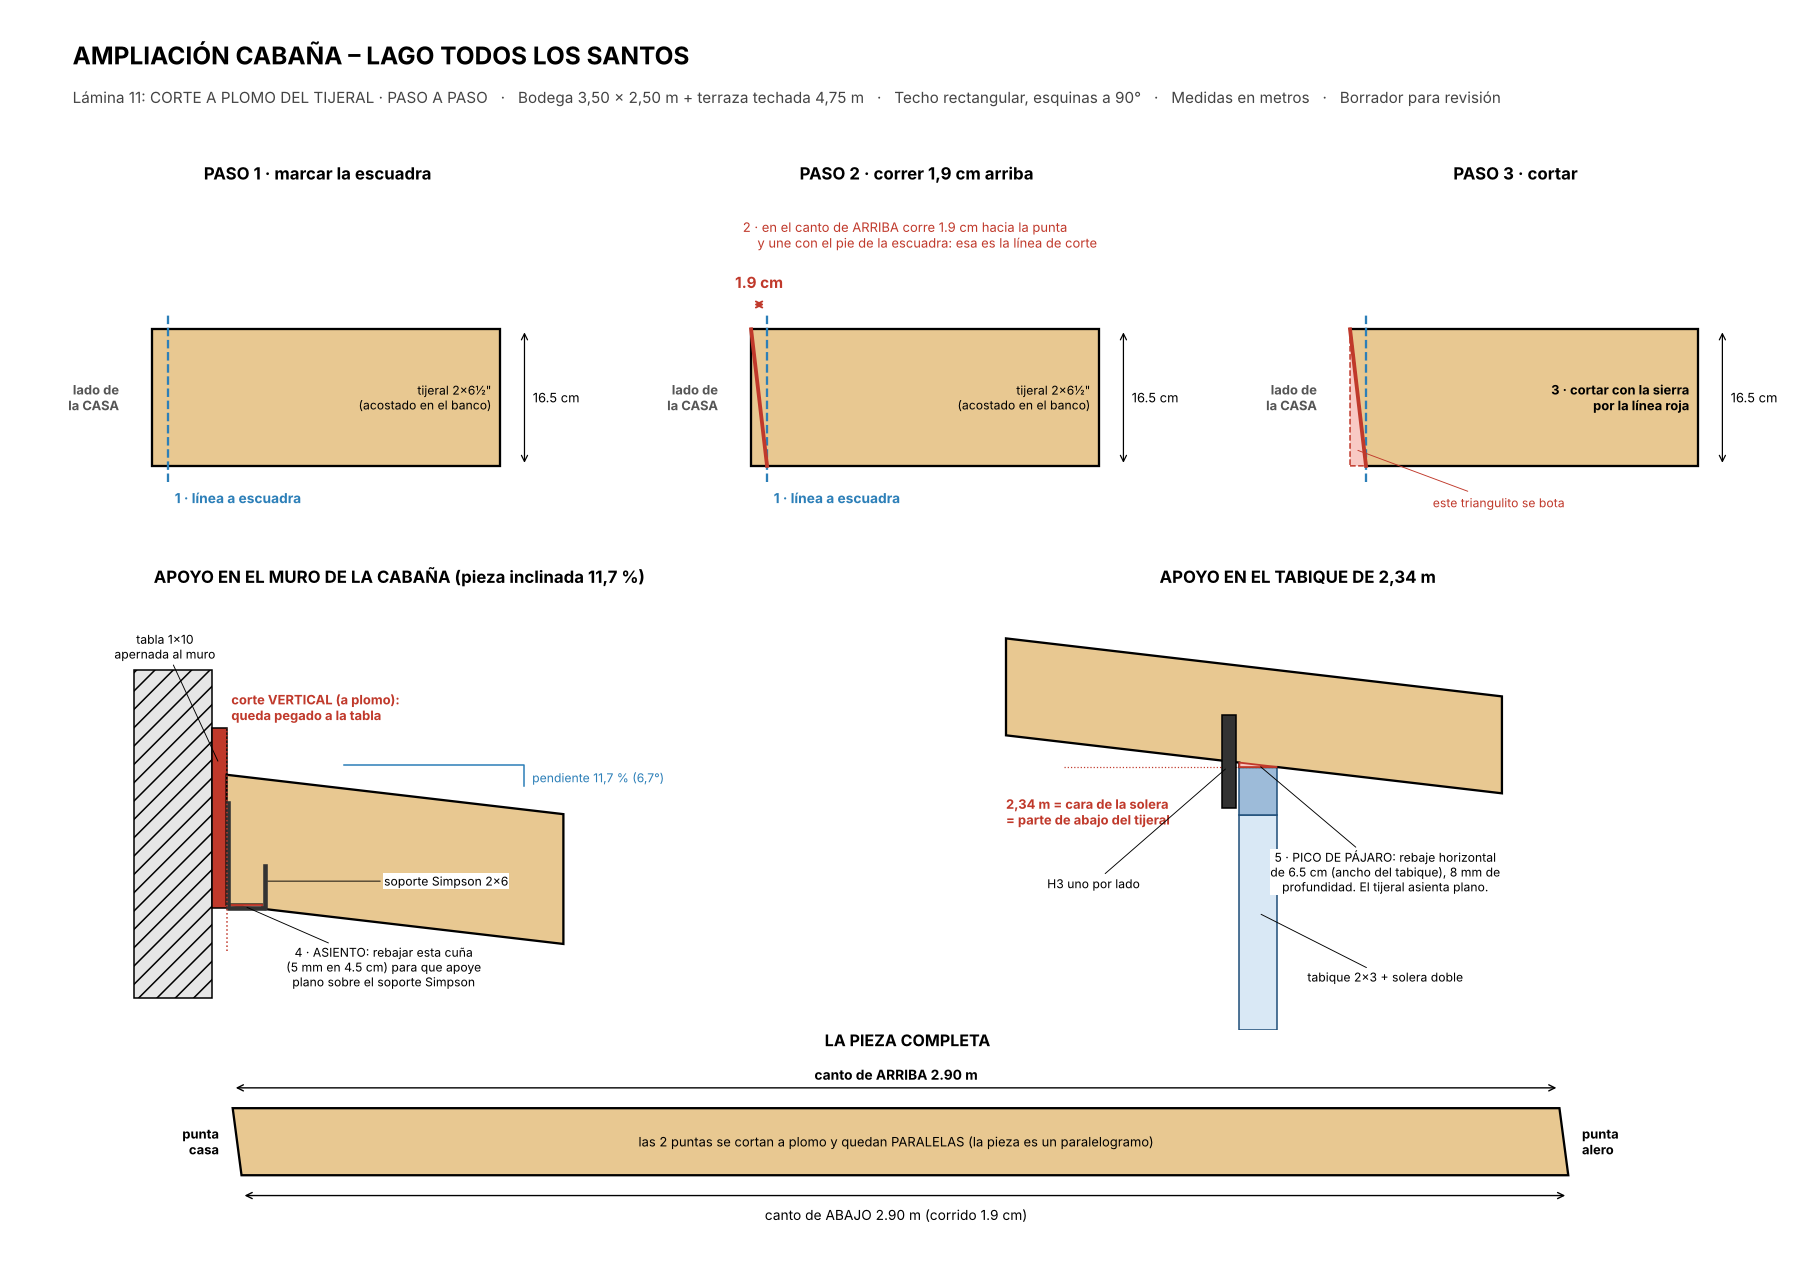 AMPLIACIÓN CABAÑA – LAGO TODOS LOS SANTOS
Lámina 11: CORTE A PLOMO DEL TIJERAL · PASO A PASO · Bodega 3,50 × 2,50 m + terraza techada 4,75 m · Techo rectangular, esquinas a 90° · Medidas en metros · Borrador para revisión
PASO 1 · marcar la escuadra
lado de
la CASA
tijeral 2×6½"
(acostado en el banco)
16.5 cm
1 · línea a escuadra
PASO 2 · correr 1,9 cm arriba
2 · en el canto de ARRIBA corre 1.9 cm hacia la punta
y une con el pie de la escuadra: esa es la línea de corte
1.9 cm
lado de
la CASA
tijeral 2×6½"
(acostado en el banco)
16.5 cm
1 · línea a escuadra
PASO 3 · cortar
lado de
la CASA
3 · cortar con la sierra
por la línea roja
16.5 cm
este triangulito se bota
APOYO EN EL MURO DE LA CABAÑA (pieza inclinada 11,7 %)
tabla 1×10
apernada al muro
corte VERTICAL (a plomo):
queda pegado a la tabla
pendiente 11,7 % (6,7°)
soporte Simpson 2×6
4 · ASIENTO: rebajar esta cuña
(5 mm en 4.5 cm) para que apoye
plano sobre el soporte Simpson
APOYO EN EL TABIQUE DE 2,34 m
2,34 m = cara de la solera
= parte de abajo del tijeral
H3 uno por lado
5 · PICO DE PÁJARO: rebaje horizontal
de 6.5 cm (ancho del tabique), 8 mm de
profundidad. El tijeral asienta plano.
tabique 2×3 + solera doble
LA PIEZA COMPLETA
canto de ARRIBA 2.90 m
punta
casa
las 2 puntas se cortan a plomo y quedan PARALELAS (la pieza es un paralelogramo)
punta
alero
canto de ABAJO 2.90 m (corrido 1.9 cm)